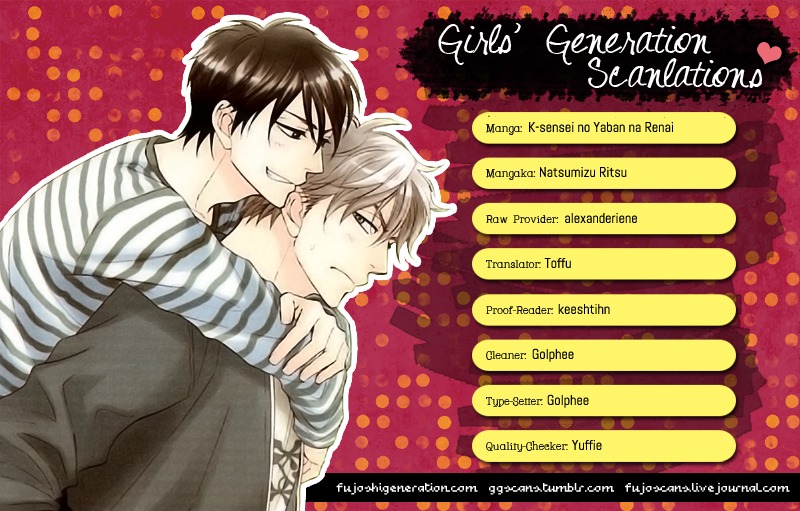 Girls' Generation
Scanlations
Manga: K-sensei no Yaban na Renai
Mangaka: Natsumizu Ritsu
Raw Provider: alexanderiene
Translator: Toffu
Proof-Reader: keeshtihn
Cleaner: Golphee
Type-Setter: Golphee
Quality-Checker: Yuffie
fujoshigeneration.com ggscans.tumblr.com fujoscans.livejournal.com